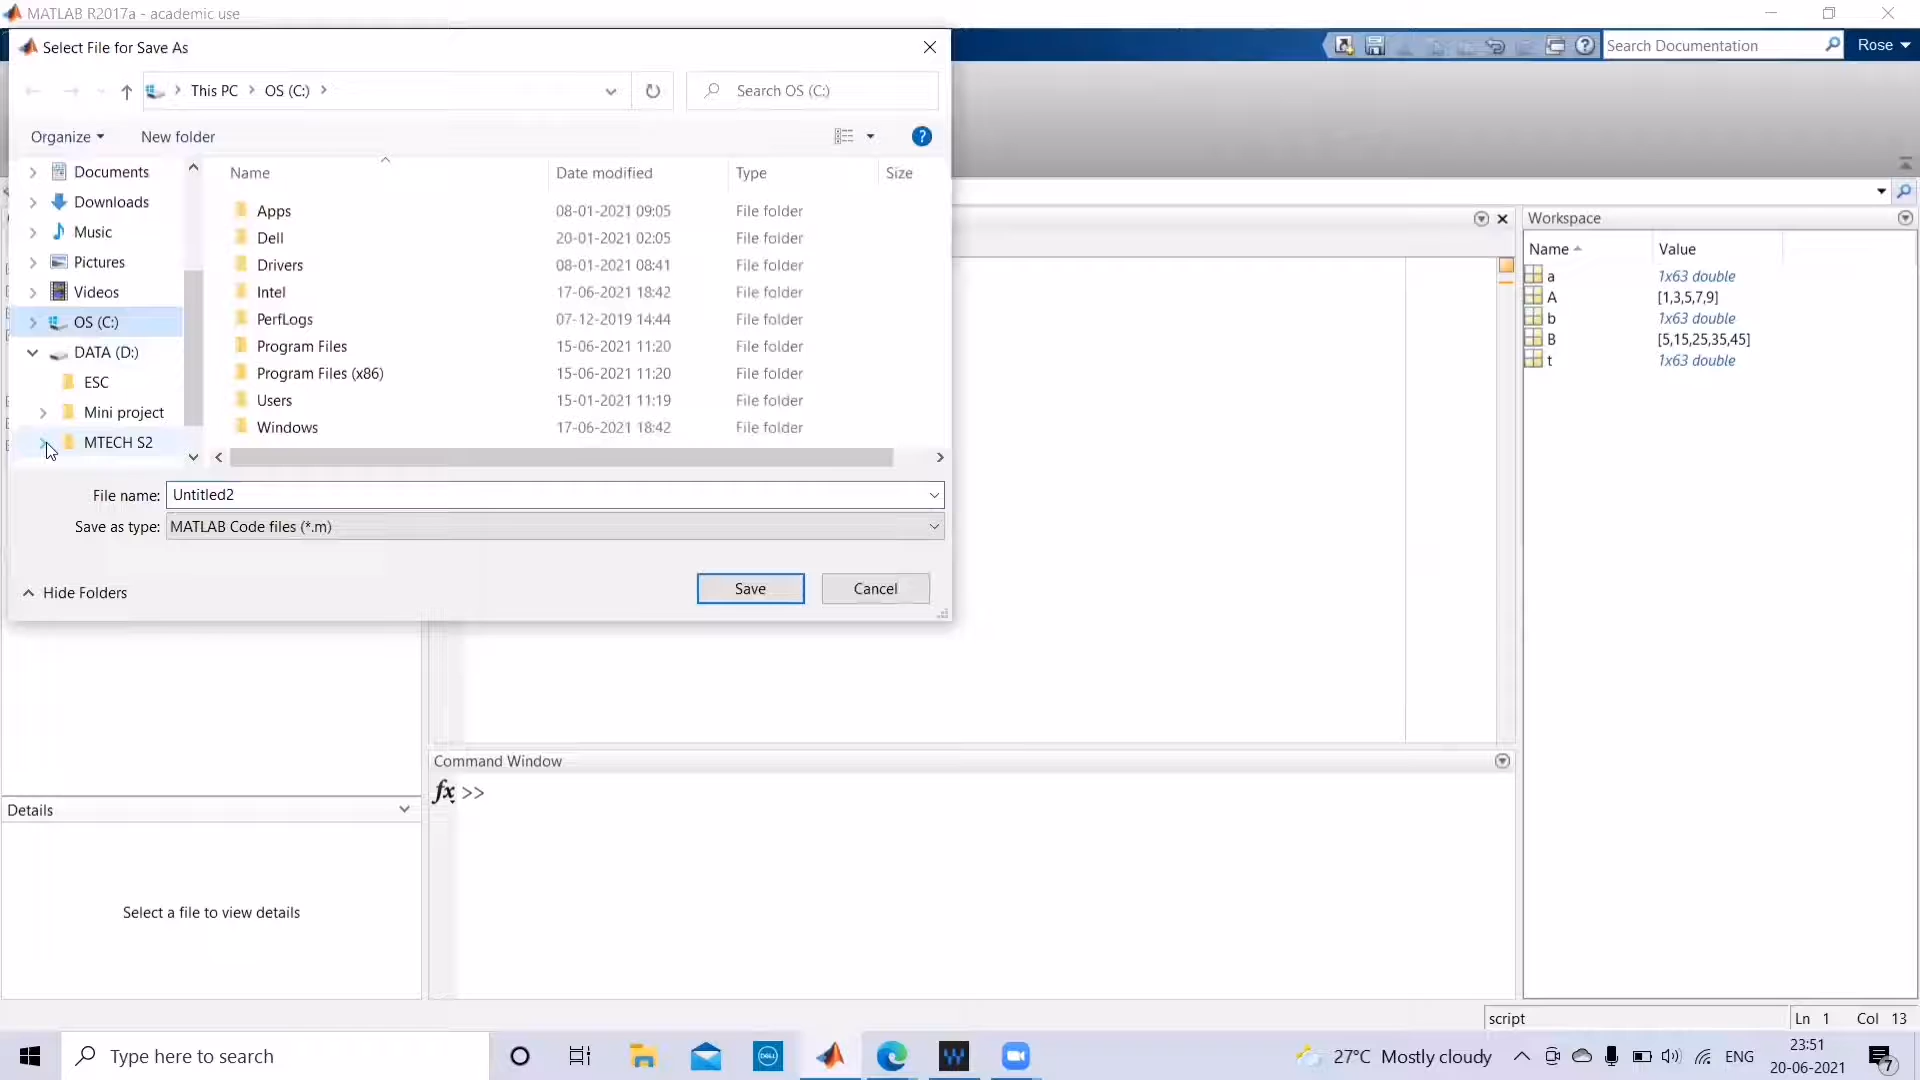 MATLAB R2017a - academic use
Select File for Save As
Search Documentation
Rose
This PC > OS (C:) >
Search OS (C:)
Organize
New folder
Name
Date modified
Type
Size
Documents
Downloads
Music
Pictures
Videos
OS (C:)
DATA (D:)
ESC
Mini project
MTECH S2
Apps 08-01-2021 09:05 File folder
Dell 20-01-2021 02:05 File folder
Drivers 08-01-2021 08:41 File folder
Intel 17-06-2021 18:42 File folder
PerfLogs 07-12-2019 14:44 File folder
Program Files 15-06-2021 11:20 File folder
Program Files (x86) 15-06-2021 11:20 File folder
Users 15-01-2021 11:19 File folder
Windows 17-06-2021 18:42 File folder
File name: Untitled2
Save as type: MATLAB Code files (*.m)
Hide Folders
Save
Cancel
Workspace
Name Value
a 1x63 double
A [1,3,5,7,9]
b 1x63 double
B [5,15,25,35,45]
t 1x63 double
Command Window
fx >>
Details
Select a file to view details
script
Ln 1 Col 13
Type here to search
DELL
W
27°C Mostly cloudy
ENG
23:51
20-06-2021
7